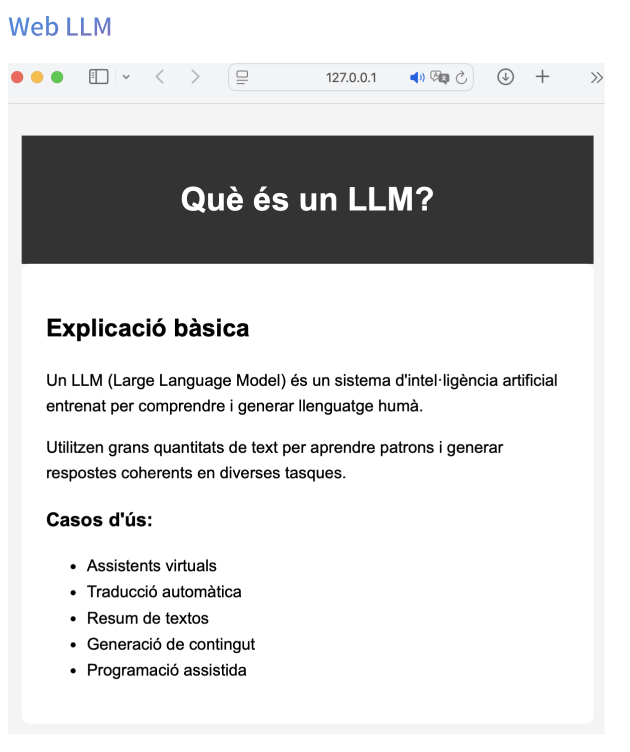 Web LLM
127.0.0.1
Què és un LLM?
Explicació bàsica
Un LLM (Large Language Model) és un sistema d'intel·ligència artificial
entrenat per comprendre i generar llenguatge humà.
Utilitzen grans quantitats de text per aprendre patrons i generar
respostes coherents en diverses tasques.
Casos d'ús:
• Assistents virtuals
• Traducció automàtica
• Resum de textos
• Generació de contingut
• Programació assistida